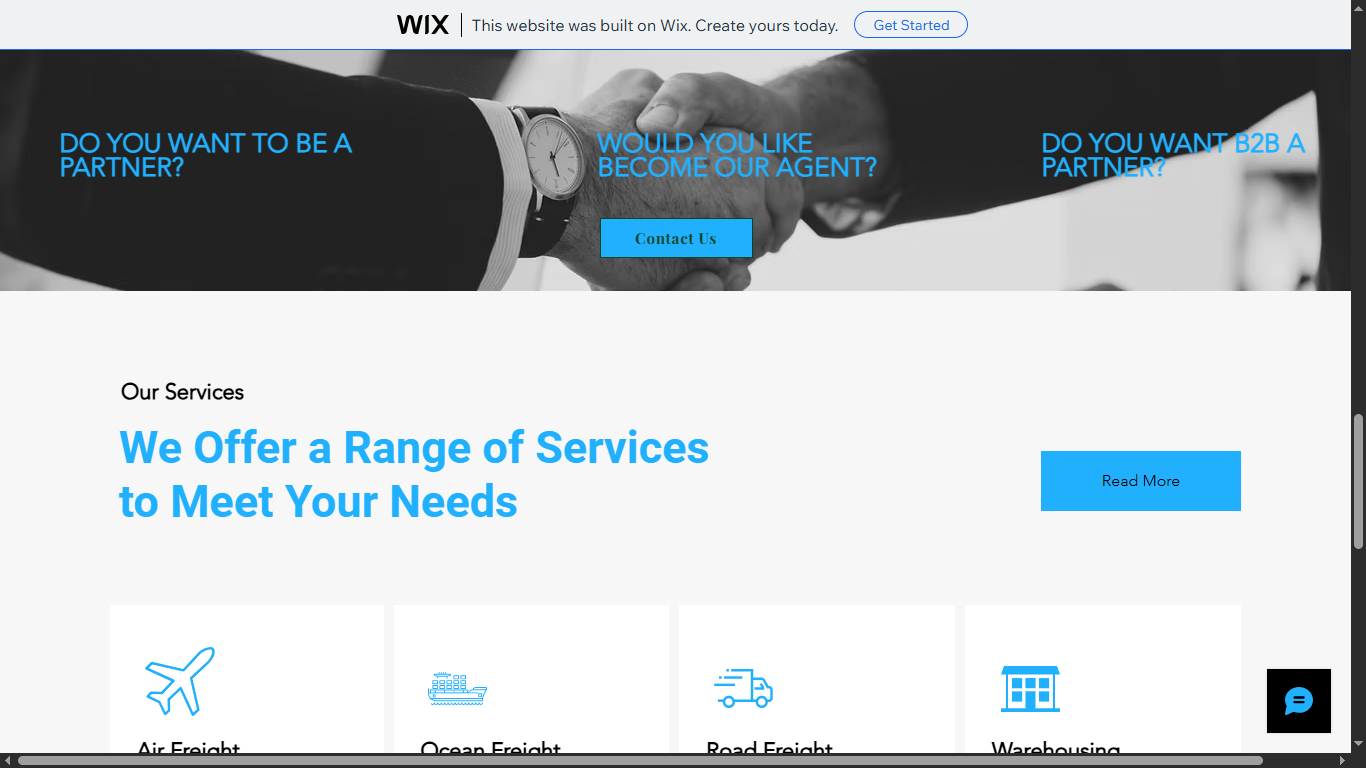 WIX
This website was built on Wix. Create yours today.
Get Started
DO YOU WANT TO BE A
PARTNER?
WOULD YOU LIKE
BECOME OUR AGENT?
DO YOU WANT B2B A
PARTNER?
Contact Us
Our Services
We Offer a Range of Services
to Meet Your Needs
Read More
Air Freight
Ocean Freight
Road Freight
Warehousing